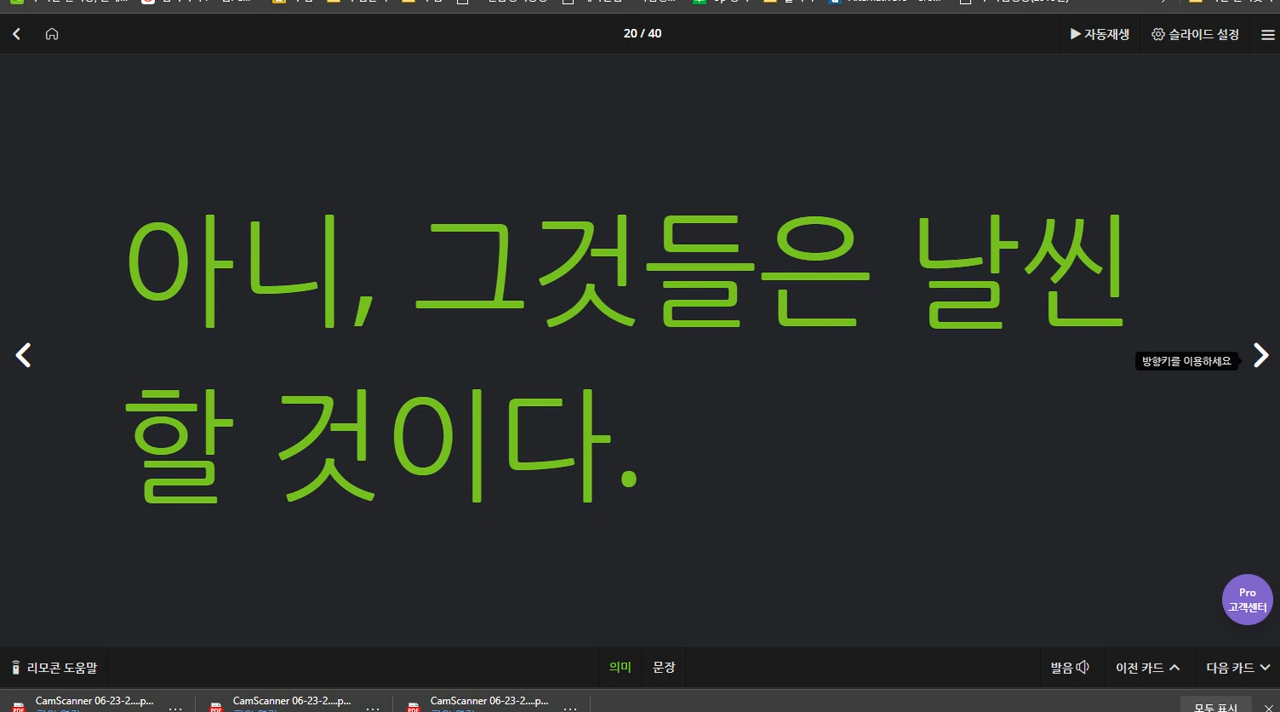 20 / 40
자동재생
슬라이드 설정
아니, 그것들은 날씬
할 것이다.
방향키를 이용하세요
Pro
고객센터
리모콘 도움말
의미
문장
발음
이전 카드
다음 카드
CamScanner 06-23-2....p...
CamScanner 06-23-2....p...
CamScanner 06-23-2....p...
모두 표시